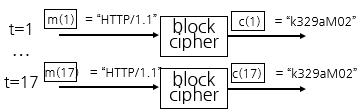 t=1 m(1) = "HTTP/1.1" block cipher c(1) = "k329aM02"
...
t=17 m(17) = "HTTP/1.1" block cipher c(17) = "k329aM02"